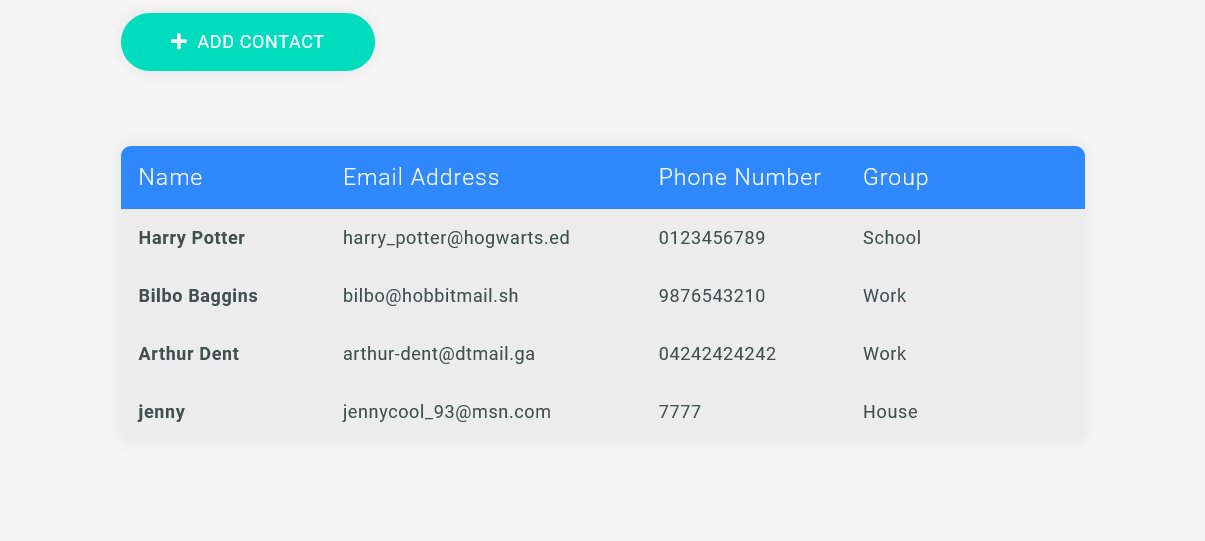 ADD CONTACT
Name Email Address Phone Number Group
Harry Potter harry_potter@hogwarts.ed 0123456789 School
Bilbo Baggins bilbo@hobbitmail.sh 9876543210 Work
Arthur Dent arthur-dent@dtmail.ga 04242424242 Work
jenny jennycool_93@msn.com 7777 House